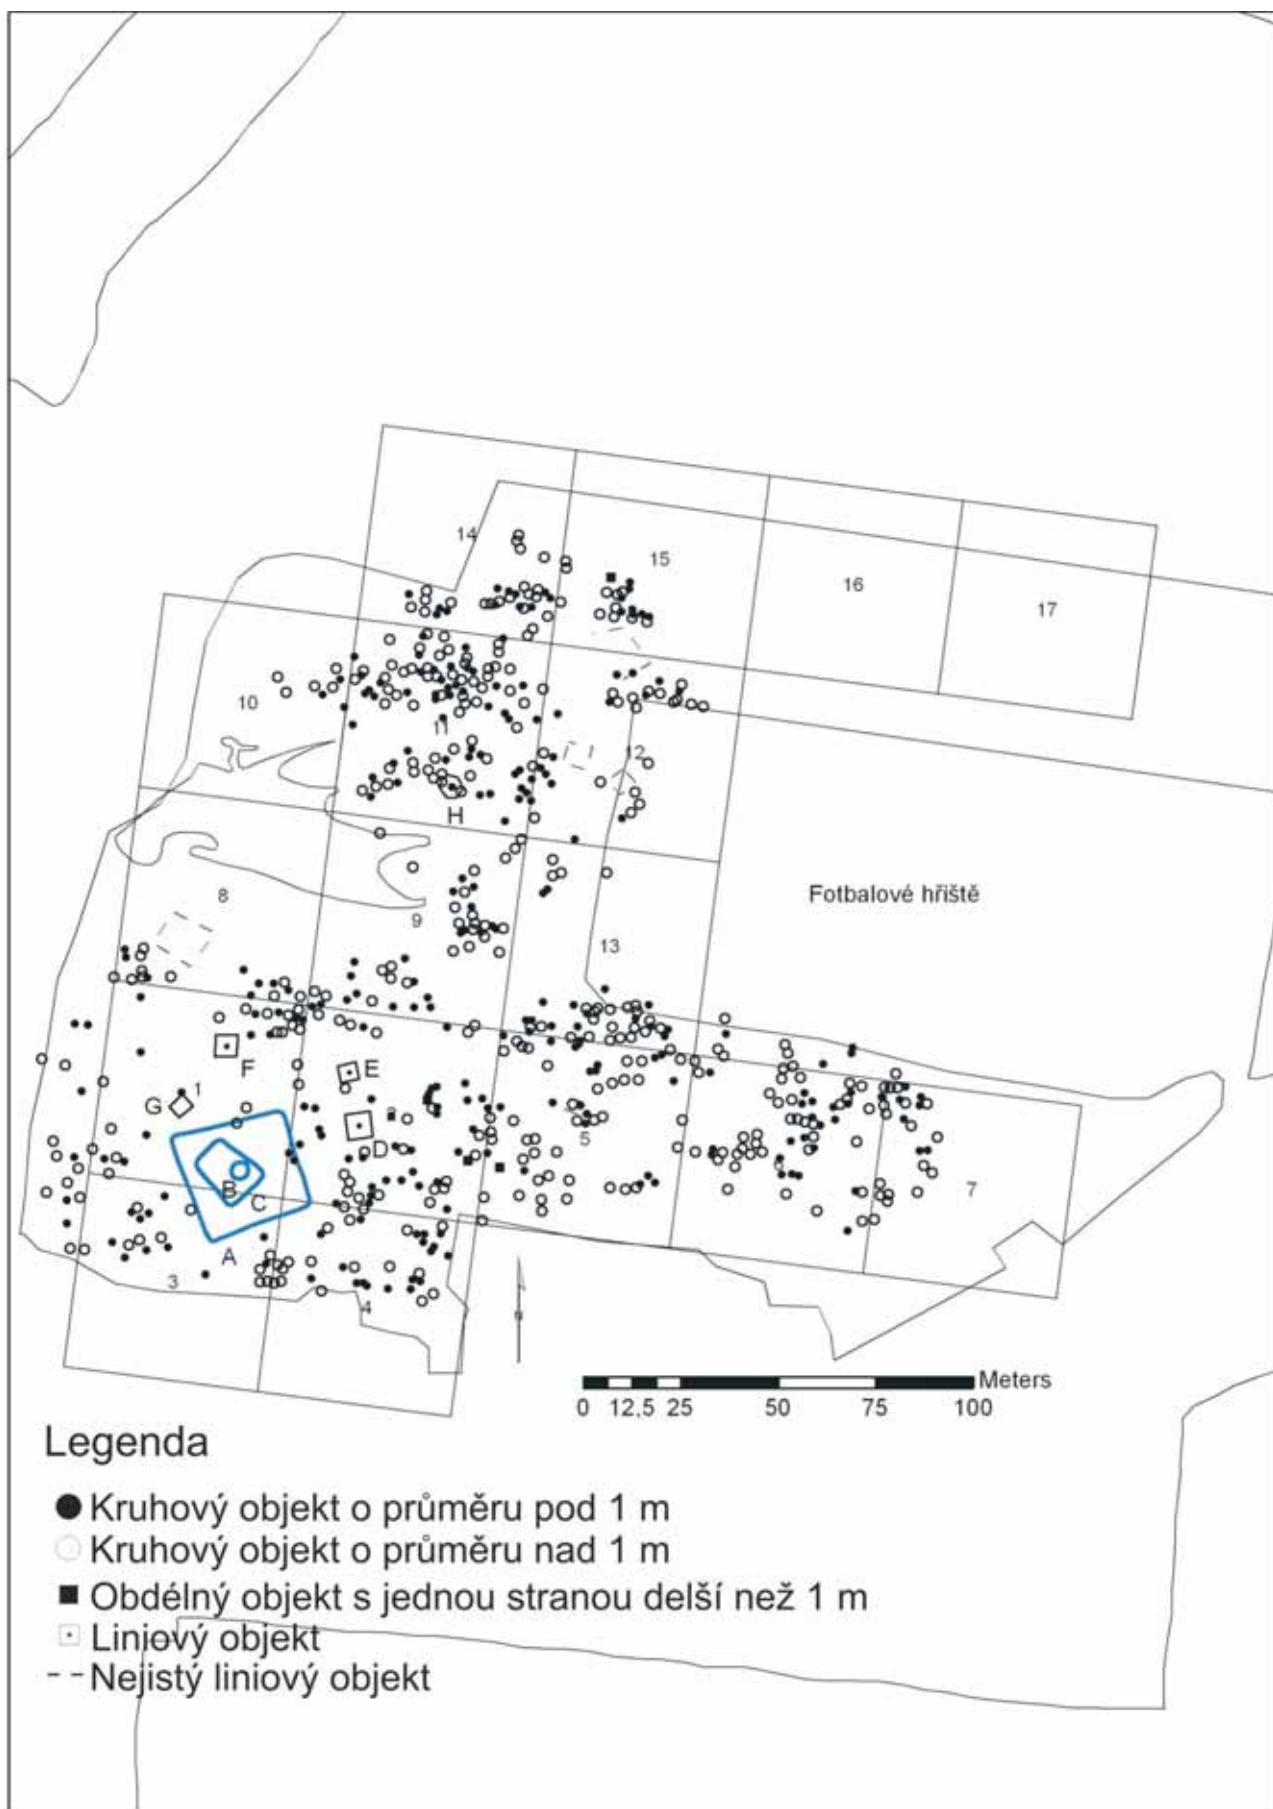 14
15
16
17
10
11
12
H
8
9
13
Fotbalové hřiště
F
E
G
1
2
D
5
7
B
C
A
3
4
Meters
0 12,5 25 50 75 100
Legenda
Kruhový objekt o průměru pod 1 m
Kruhový objekt o průměru nad 1 m
Obdélný objekt s jednou stranou delší než 1 m
Liniový objekt
Nejistý liniový objekt